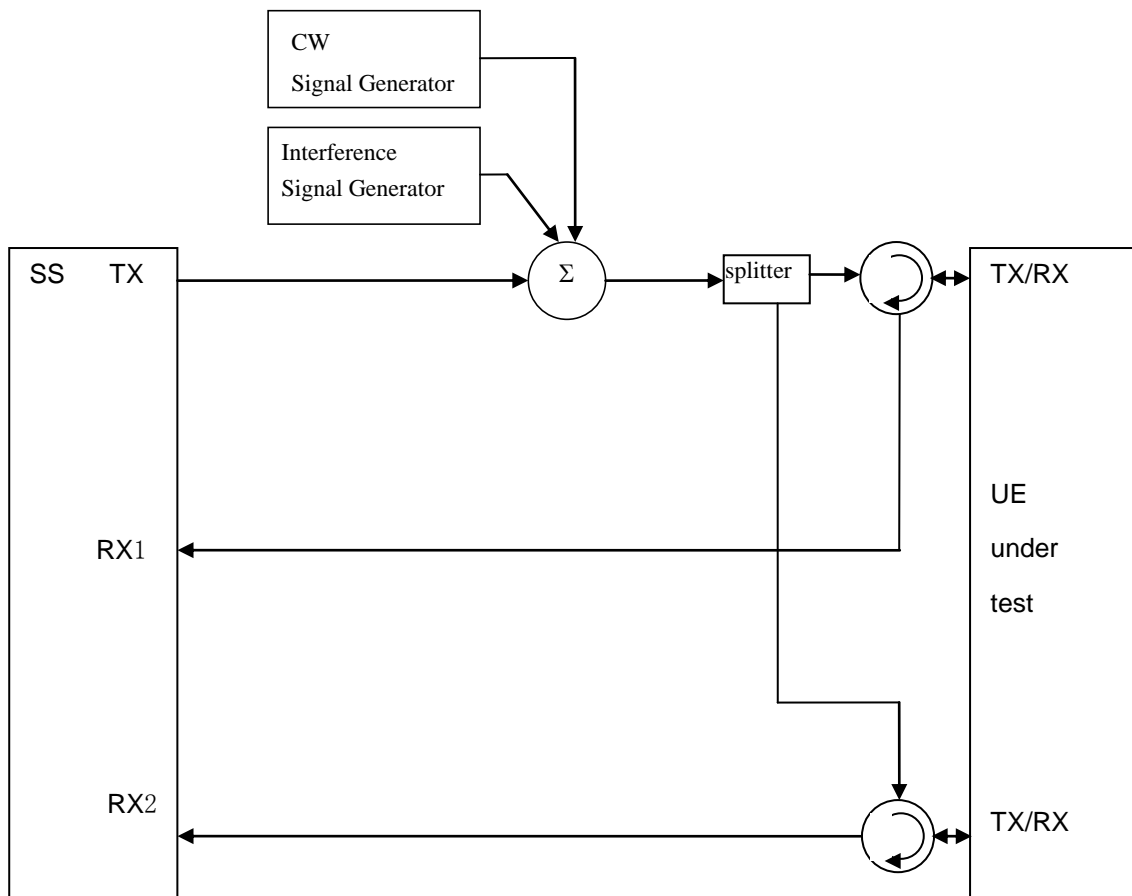 CW
Signal Generator
Interference
Signal Generator
SS TX
Σ
splitter
TX/RX
RX1
UE
under
test
RX2
TX/RX